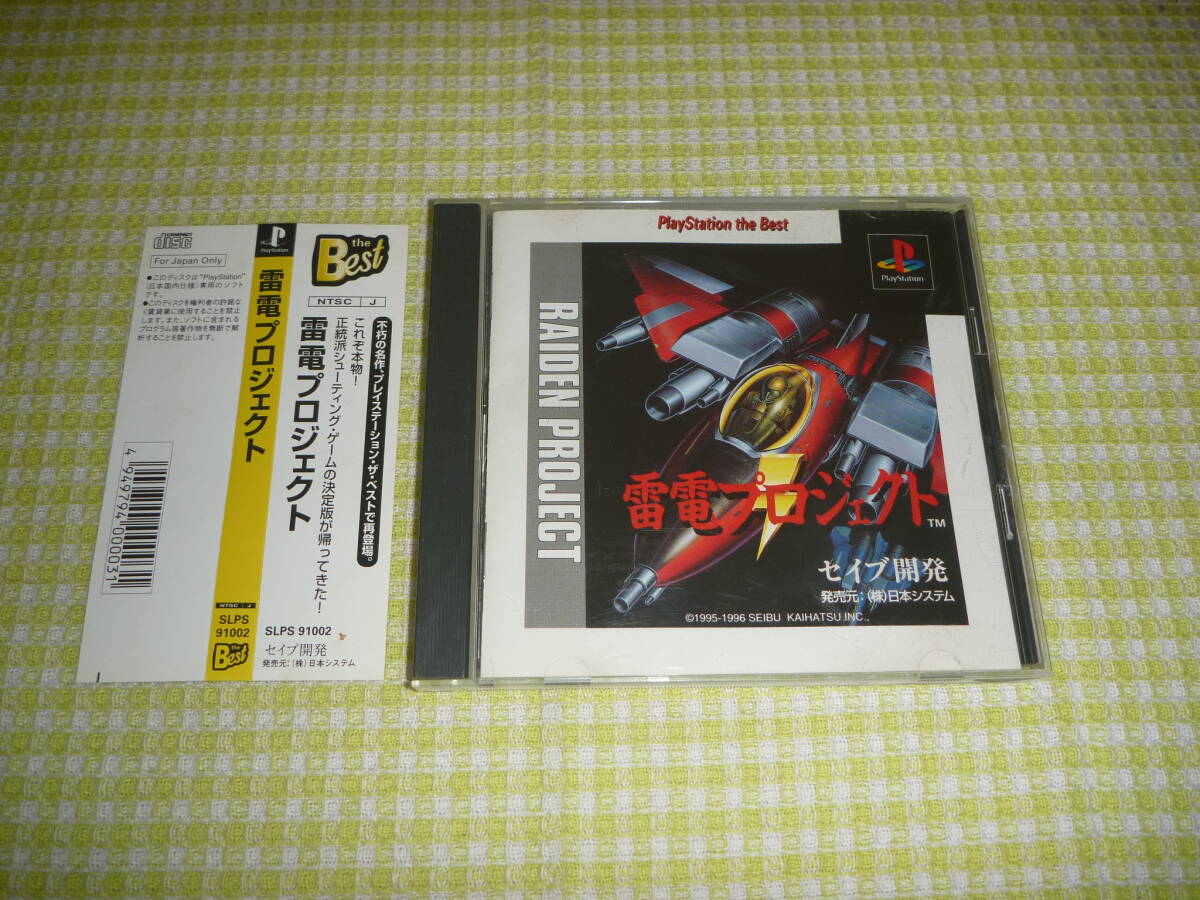 COMPACT
disc
For Japan Only
●このディスクは"PlayStation"
(日本国内仕様)専用のソフト
です。
●このディスクを権利者の許諾な
く賃貸業に使用することを禁止
します。また、ソフトに含まれる
プログラム等著作物を無断で解
析することを禁止します。
4 949794 000031
PlayStation
雷電プロジェクト
NTSC J
SLPS
91002
the
Best
the
Best
NTSC J
不朽の名作、プレイステーション・ザ・ベストで再登場。
これぞ本物!
正統派シューティング・ゲームの決定版が帰ってきた!
雷電プロジェクト
SLPS 91002
セイブ開発
発売元:(株)日本システム
PlayStation the Best
PlayStation
RAIDEN PROJECT
雷電プロジェクト
TM
セイブ開発
発売元:(株)日本システム
©1995-1996 SEIBU KAIHATSU.INC.,